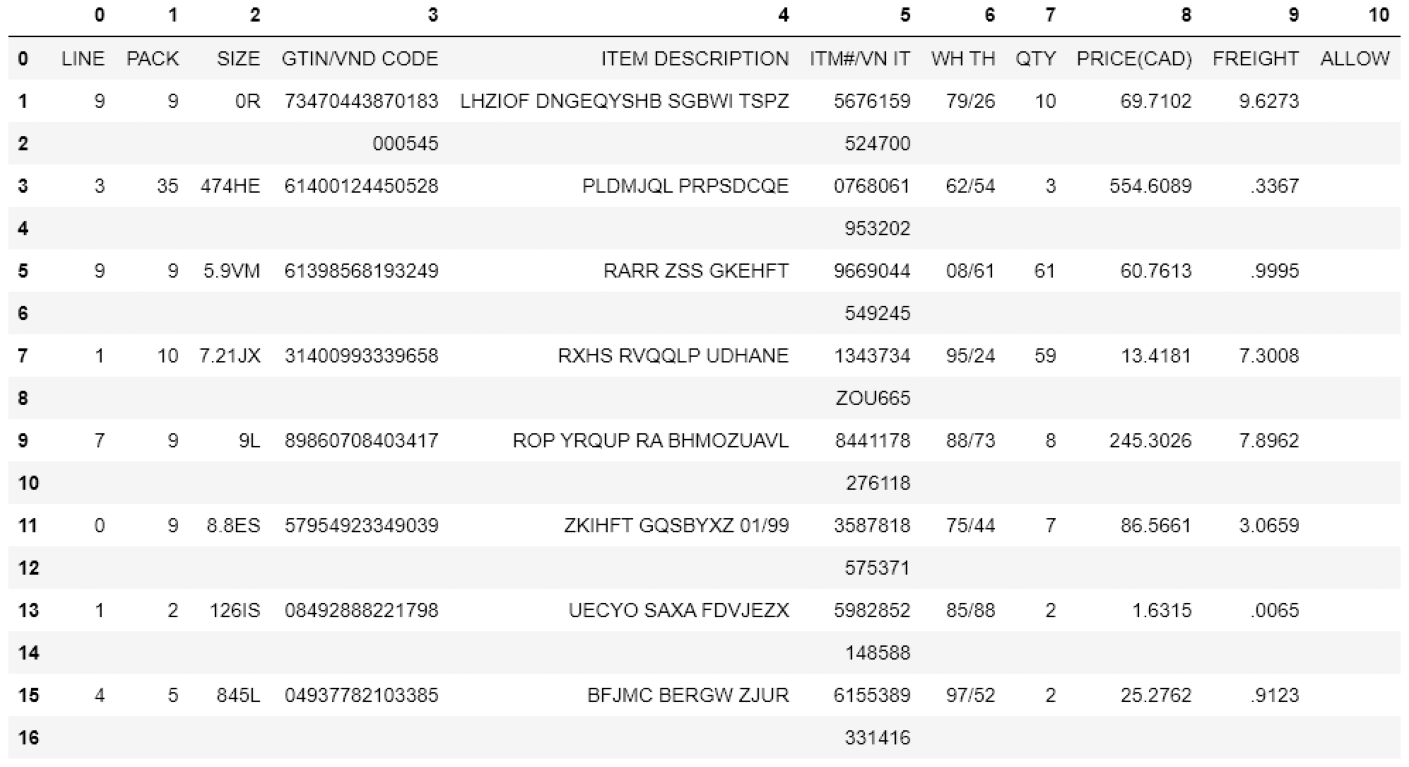 0 1 2 3 4 5 6 7 8 9 10
0 LINE PACK SIZE GTIN/VND CODE ITEM DESCRIPTION ITM#/VN IT WH TH QTY PRICE(CAD) FREIGHT ALLOW
1 9 9 0R 73470443870183 LHZIOF DNGEQYSHB SGBWI TSPZ 5676159 79/26 10 69.7102 9.6273
2 000545 524700
3 3 35 474HE 61400124450528 PLDMJQL PRPSDCQE 0768061 62/54 3 554.6089 .3367
4 953202
5 9 9 5.9VM 61398568193249 RARR ZSS GKEHFT 9669044 08/61 61 60.7613 .9995
6 549245
7 1 10 7.21JX 31400993339658 RXHS RVQQLP UDHANE 1343734 95/24 59 13.4181 7.3008
8 ZOU665
9 7 9 9L 89860708403417 ROP YRQUP RA BHMOZUAVL 8441178 88/73 8 245.3026 7.8962
10 276118
11 0 9 8.8ES 57954923349039 ZKIHFT GQSBYXZ 01/99 3587818 75/44 7 86.5661 3.0659
12 575371
13 1 2 126IS 08492888221798 UECYO SAXA FDVJEZX 5982852 85/88 2 1.6315 .0065
14 148588
15 4 5 845L 04937782103385 BFJMC BERGW ZJUR 6155389 97/52 2 25.2762 .9123
16 331416